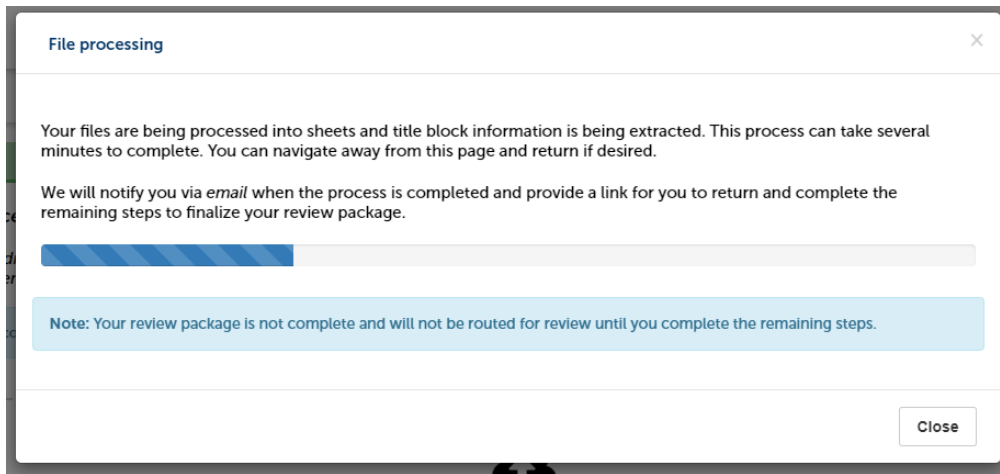 File processing
×
Your files are being processed into sheets and title block information is being extracted. This process can take several
minutes to complete. You can navigate away from this page and return if desired.
We will notify you via email when the process is completed and provide a link for you to return and complete the
remaining steps to finalize your review package.
Note: Your review package is not complete and will not be routed for review until you complete the remaining steps.
Close